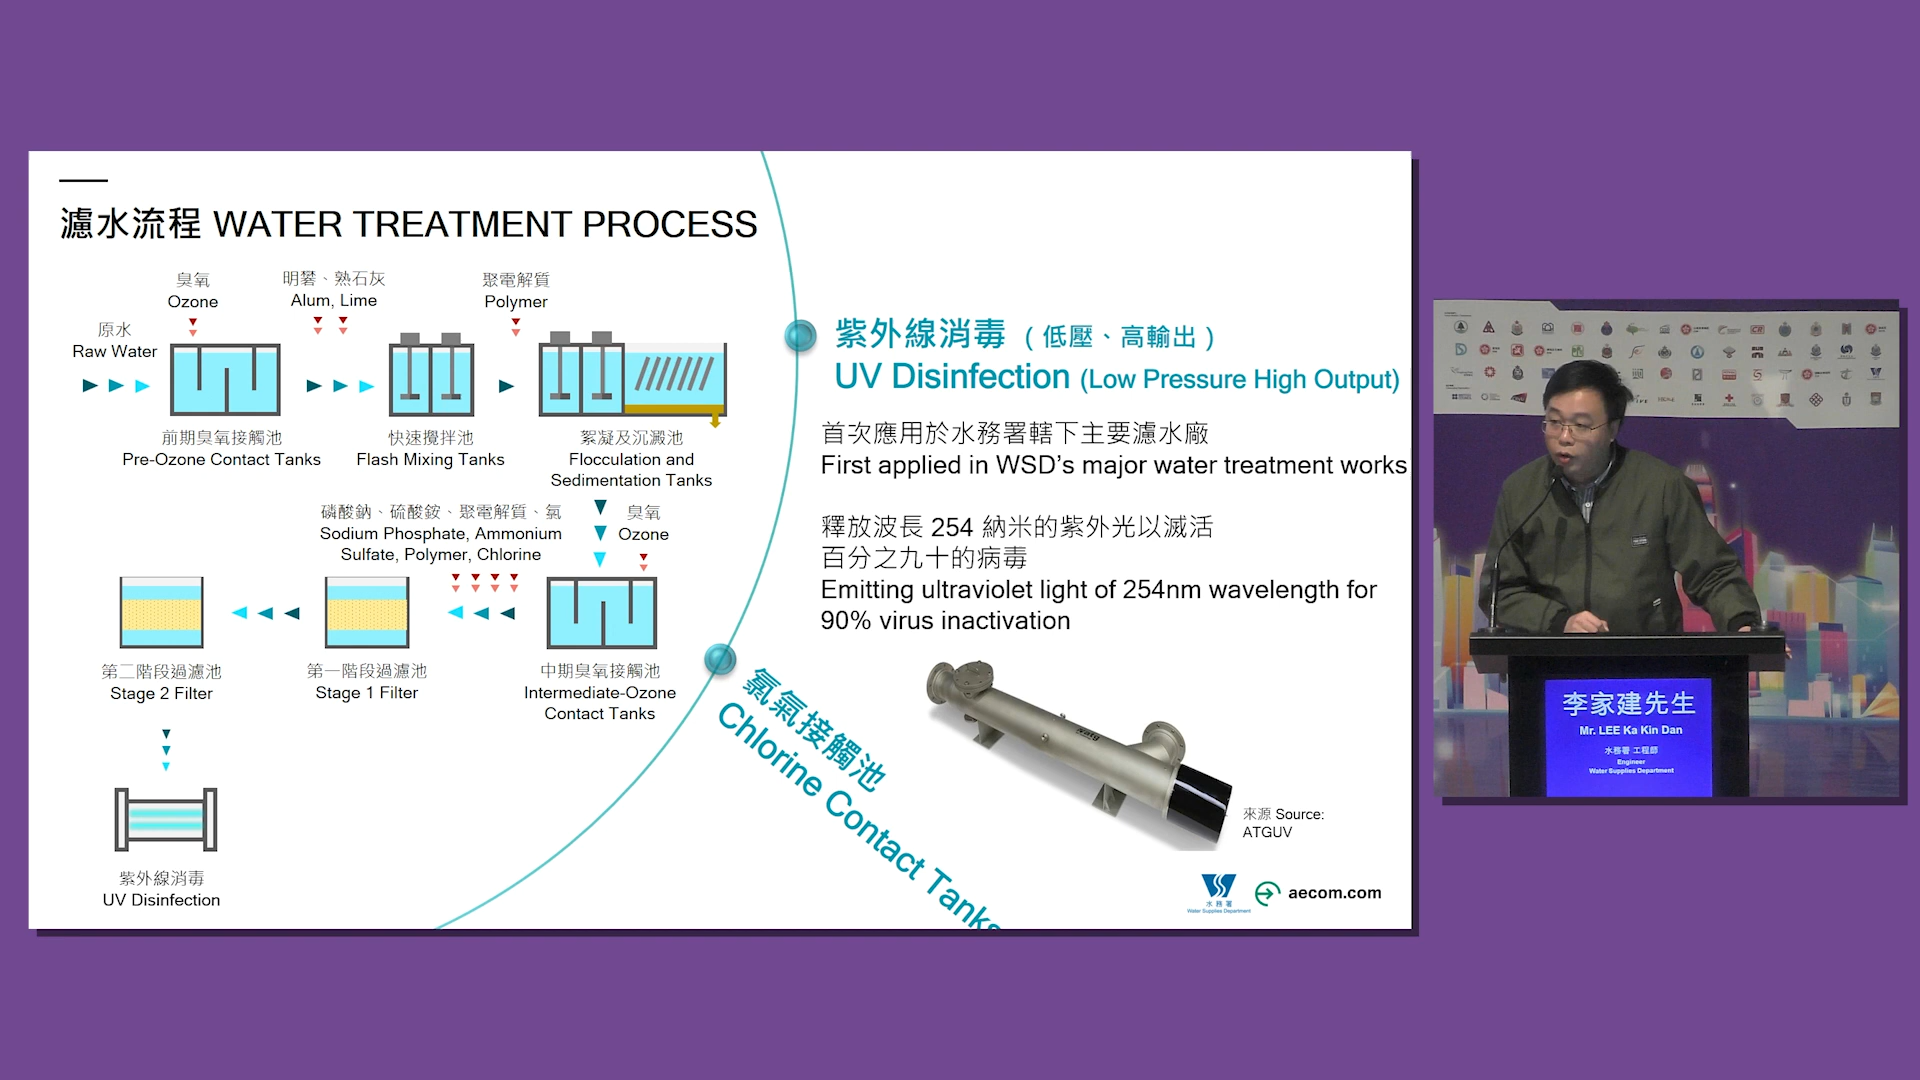 濾水流程 WATER TREATMENT PROCESS
臭氧
Ozone
明礬、熟石灰
Alum, Lime
聚電解質
Polymer
原水
Raw Water
前期臭氧接觸池
Pre-Ozone Contact Tanks
快速攪拌池
Flash Mixing Tanks
絮凝及沉澱池
Flocculation and
Sedimentation Tanks
磷酸鈉、硫酸銨、聚電解質、氯
Sodium Phosphate, Ammonium
Sulfate, Polymer, Chlorine
臭氧
Ozone
第二階段過濾池
Stage 2 Filter
第一階段過濾池
Stage 1 Filter
中期臭氧接觸池
Intermediate-Ozone
Contact Tanks
紫外線消毒
UV Disinfection
紫外線消毒（低壓、高輸出）
UV Disinfection (Low Pressure High Output)
首次應用於水務署轄下主要濾水廠
First applied in WSD's major water treatment works
釋放波長 254 納米的紫外光以滅活
百分之九十的病毒
Emitting ultraviolet light of 254nm wavelength for
90% virus inactivation
氯氣接觸池
Chlorine Contact Tanks
atg
來源 Source:
ATGUV
水務署
Water Supplies Department
aecom.com
李家建先生
Mr. LEE Ka Kin Dan
水務署 工程師
Engineer
Water Supplies Department